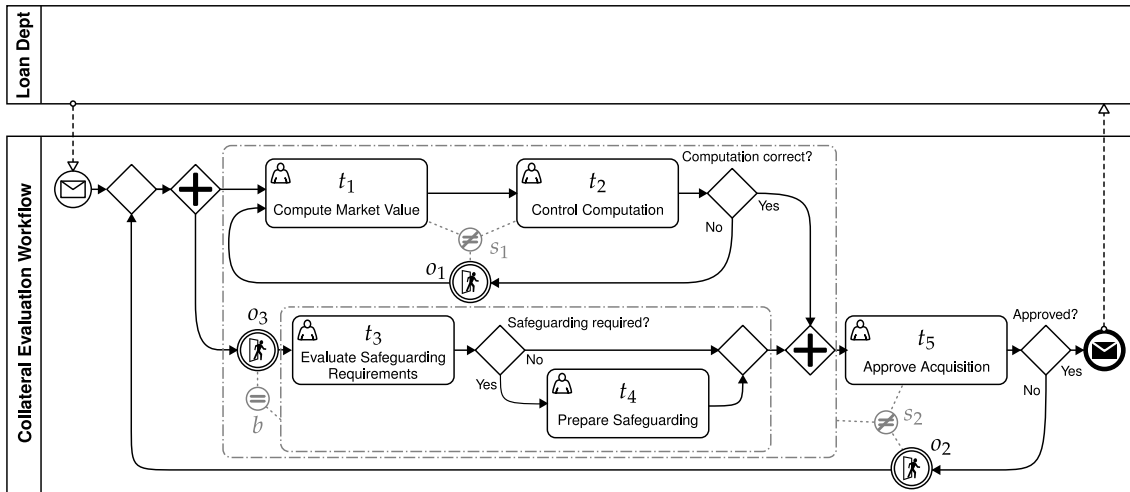 Loan Dept
Collateral Evaluation Workflow
t1
Compute Market Value
t2
Control Computation
Computation correct?
Yes
No
≠ s1
o1
o3
t3
Evaluate Safeguarding
Requirements
Safeguarding required?
No
Yes
t4
Prepare Safeguarding
= b
t5
Approve Acquisition
Approved?
Yes
No
≠ s2
o2